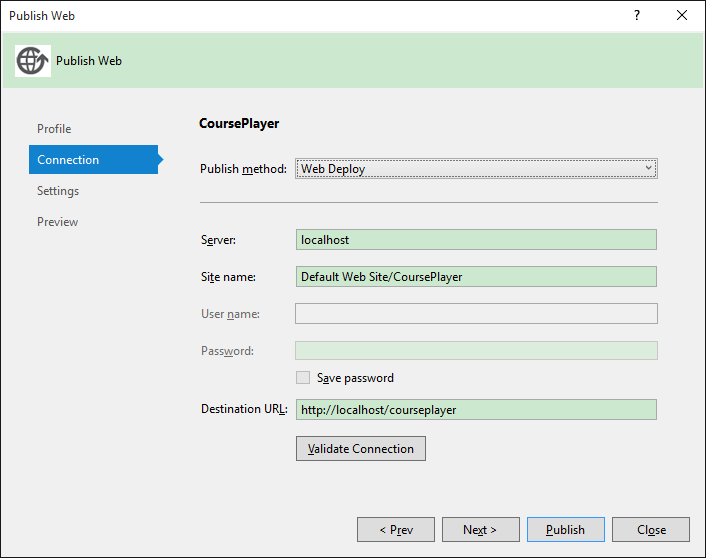 Publish Web
?
Publish Web
Profile
Connection
Settings
Preview
CoursePlayer
Publish method: Web Deploy
Server: localhost
Site name: Default Web Site/CoursePlayer
User name:
Password:
Save password
Destination URL: http://localhost/courseplayer
Validate Connection
< Prev Next > Publish Close